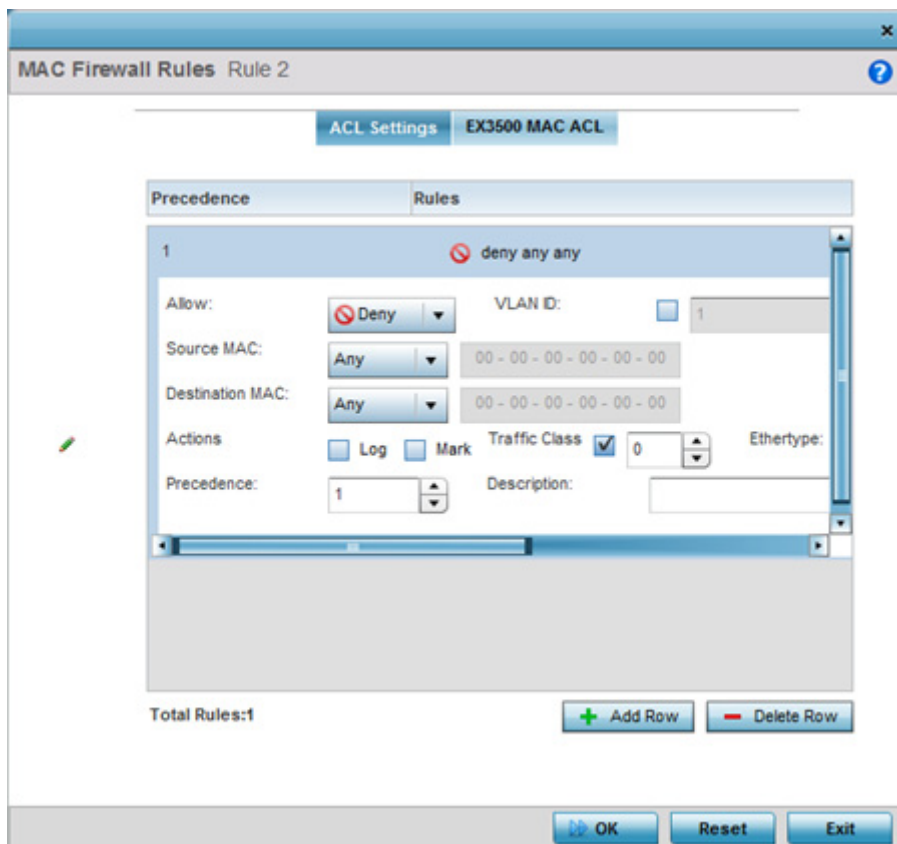 ×
MAC Firewall Rules Rule 2 ?
ACL Settings EX3500 MAC ACL
Precedence Rules
1 deny any any
Allow: Deny VLAN ID: 1
Source MAC: Any 00 - 00 - 00 - 00 - 00 - 00
Destination MAC: Any 00 - 00 - 00 - 00 - 00 - 00
Actions Log Mark Traffic Class 0 Ethertype:
Precedence: 1 Description:
Total Rules:1 Add Row Delete Row
OK Reset Exit